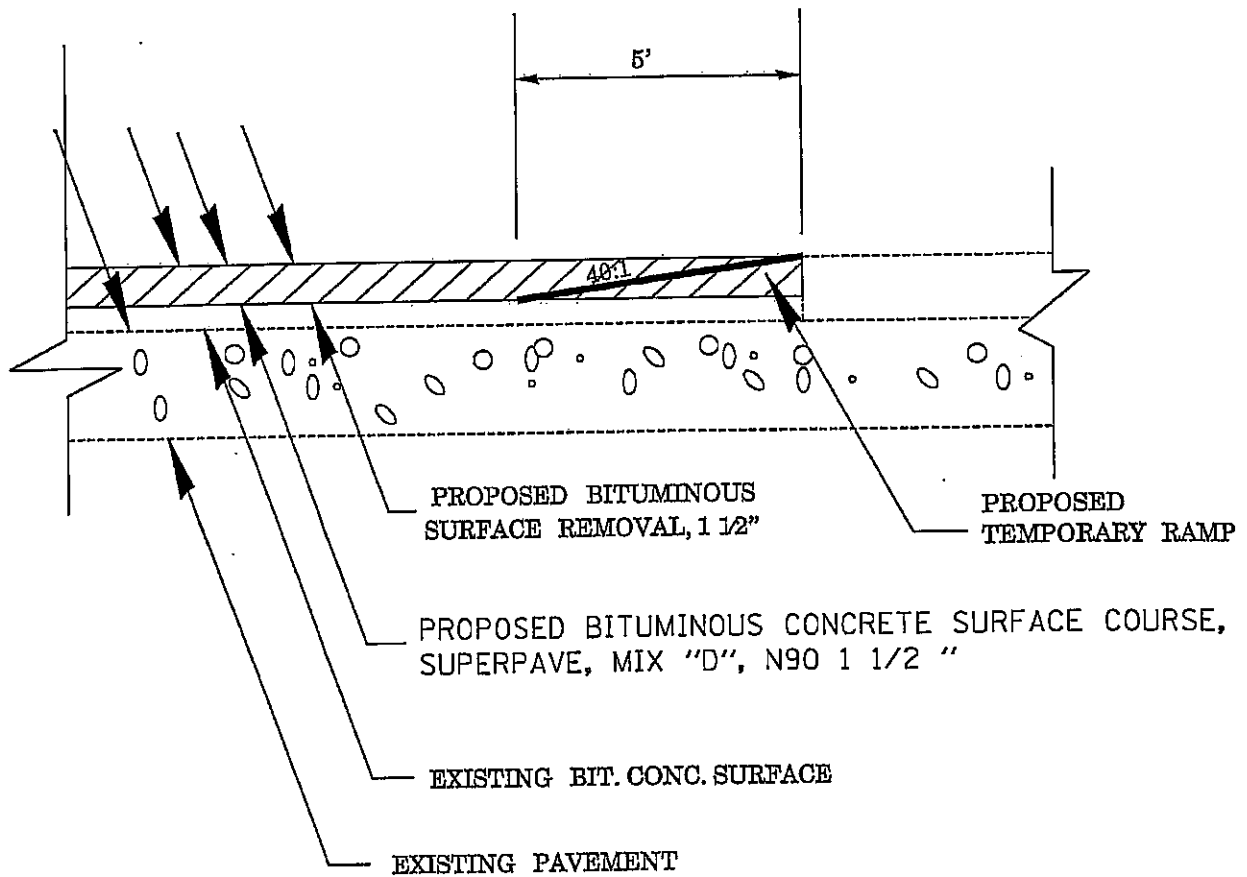 5'
40:1
PROPOSED BITUMINOUS
SURFACE REMOVAL, 1 1/2"
PROPOSED
TEMPORARY RAMP
PROPOSED BITUMINOUS CONCRETE SURFACE COURSE,
SUPERPAVE, MIX "D", N90 1 1/2 "
EXISTING BIT. CONC. SURFACE
EXISTING PAVEMENT